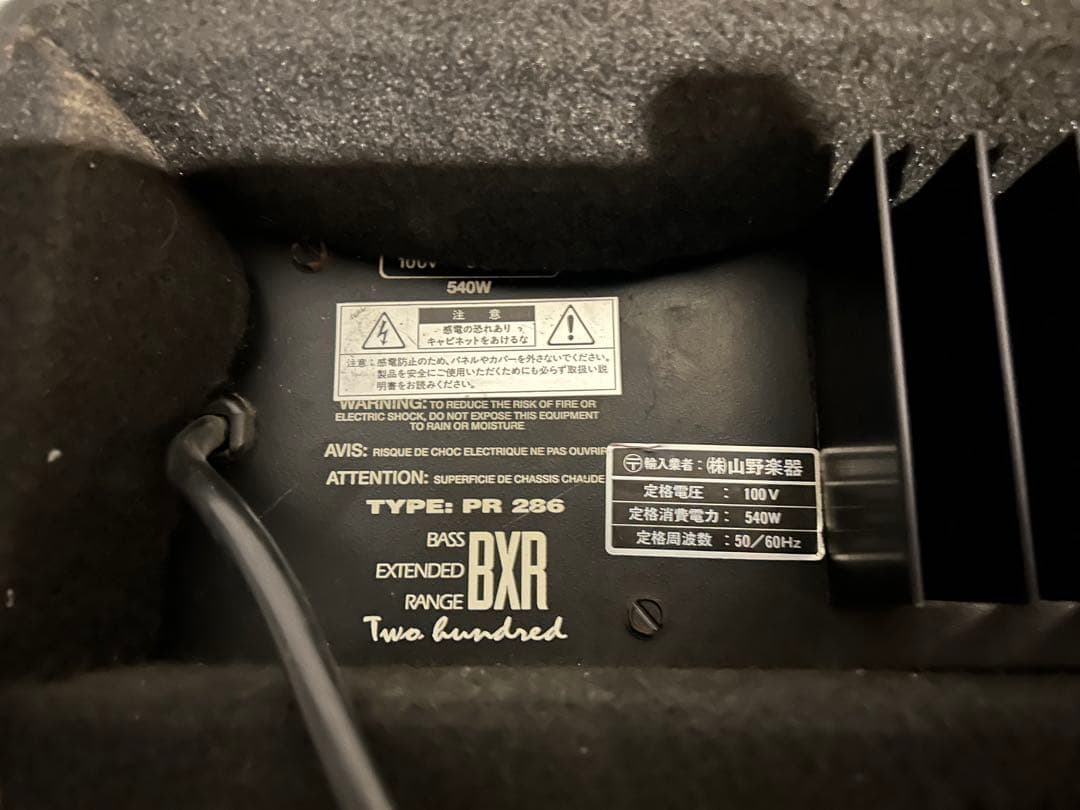 100V
540W
注 意
感電の恐れあり
キャビネットをあけるな
注意：感電防止のため、パネルやカバーを外さないでください。
製品を安全にご使用いただくためにも必らず取扱い説
明書をお読みください。
WARNING: TO REDUCE THE RISK OF FIRE OR
ELECTRIC SHOCK, DO NOT EXPOSE THIS EQUIPMENT
TO RAIN OR MOISTURE
AVIS: RISQUE DE CHOC ELECTRIQUE NE PAS OUVRIR
ATTENTION: SUPERFICIE DE CHASSIS CHAUDE
TYPE: PR 286
BASS
EXTENDED
RANGE
BXR
Two hundred
〒輸入業者：㈱山野楽器
定格電圧 ： 100V
定格消費電力： 540W
定格周波数 ：50／60Hz